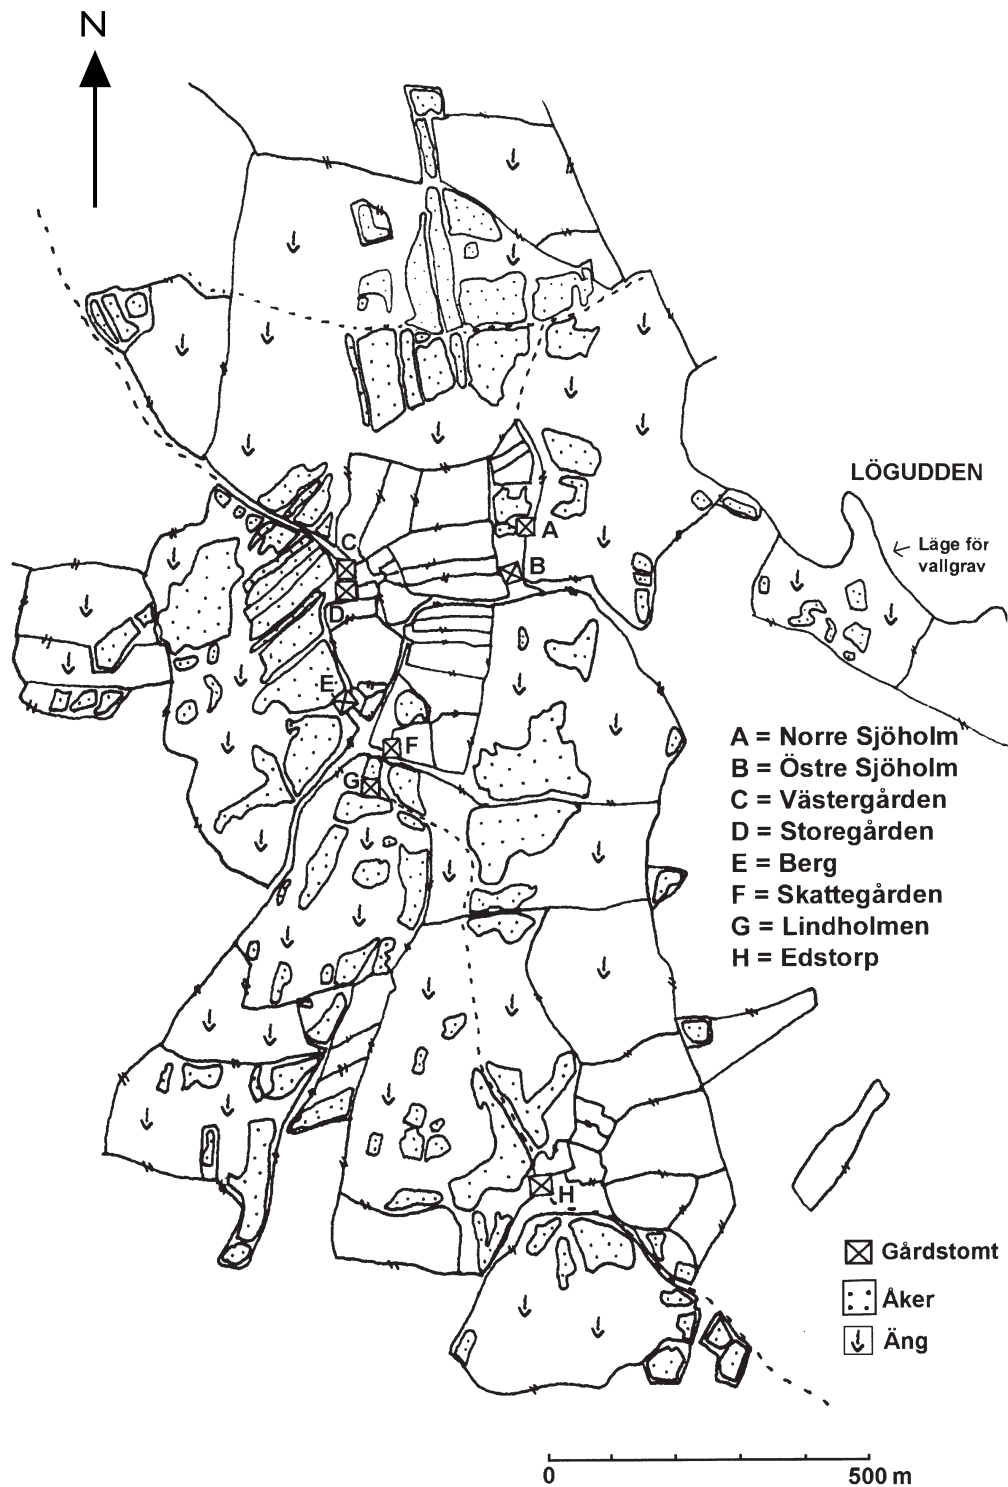 N
LÖGUDDEN
Läge för
vallgrav
A
B
C
D
E
F
G
H
A = Norre Sjöholm
B = Östre Sjöholm
C = Västergården
D = Storegården
E = Berg
F = Skattegården
G = Lindholmen
H = Edstorp
Gårdstomt
Åker
Äng
0 500 m